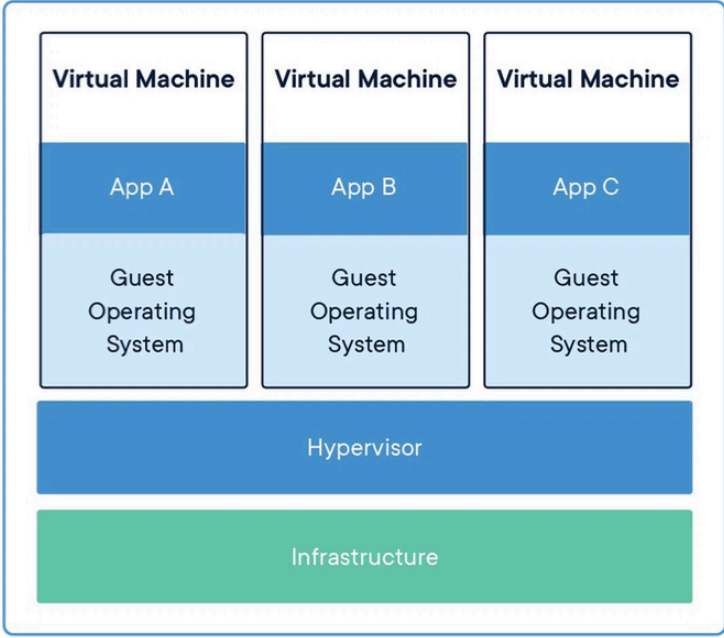 Virtual Machine
Virtual Machine
Virtual Machine
App A
App B
App C
Guest
Operating
System
Guest
Operating
System
Guest
Operating
System
Hypervisor
Infrastructure